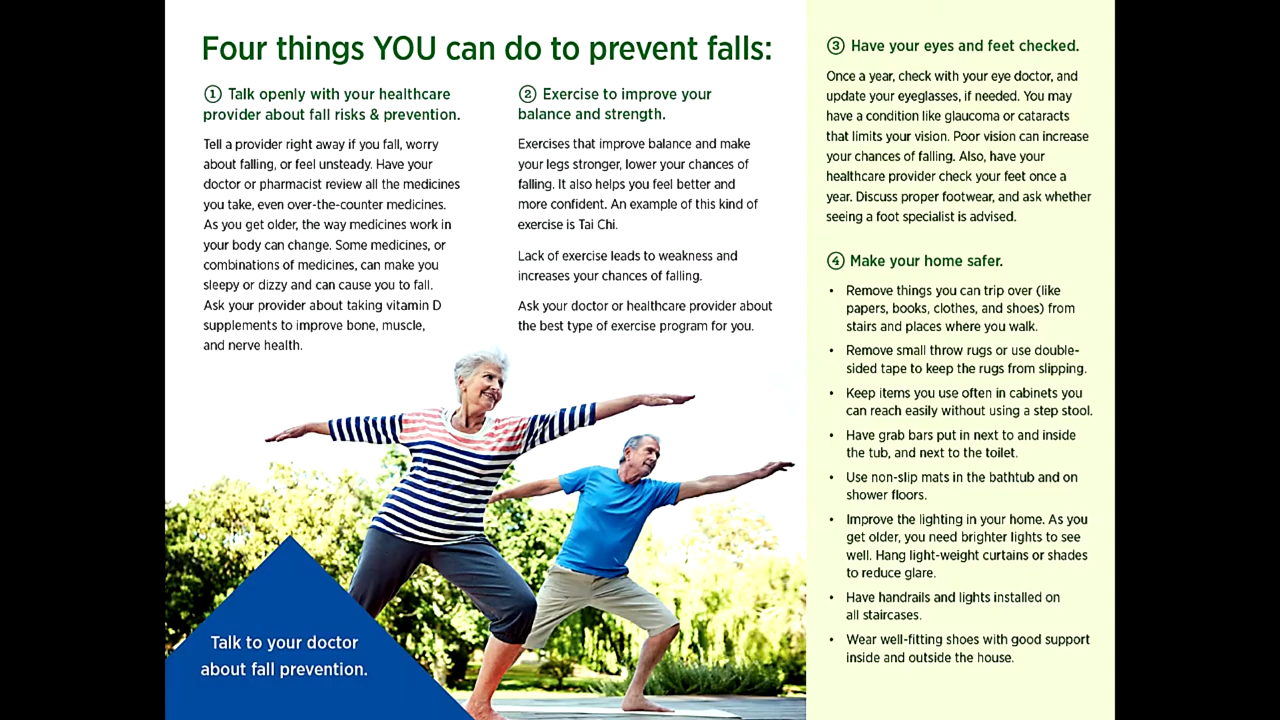 Four things YOU can do to prevent falls:
① Talk openly with your healthcare
provider about fall risks & prevention.
Tell a provider right away if you fall, worry
about falling, or feel unsteady. Have your
doctor or pharmacist review all the medicines
you take, even over-the-counter medicines.
As you get older, the way medicines work in
your body can change. Some medicines, or
combinations of medicines, can make you
sleepy or dizzy and can cause you to fall.
Ask your provider about taking vitamin D
supplements to improve bone, muscle,
and nerve health.
② Exercise to improve your
balance and strength.
Exercises that improve balance and make
your legs stronger, lower your chances of
falling. It also helps you feel better and
more confident. An example of this kind of
exercise is Tai Chi.
Lack of exercise leads to weakness and
increases your chances of falling.
Ask your doctor or healthcare provider about
the best type of exercise program for you.
Talk to your doctor
about fall prevention.
③ Have your eyes and feet checked.
Once a year, check with your eye doctor, and
update your eyeglasses, if needed. You may
have a condition like glaucoma or cataracts
that limits your vision. Poor vision can increase
your chances of falling. Also, have your
healthcare provider check your feet once a
year. Discuss proper footwear, and ask whether
seeing a foot specialist is advised.
④ Make your home safer.
• Remove things you can trip over (like
papers, books, clothes, and shoes) from
stairs and places where you walk.
• Remove small throw rugs or use double-
sided tape to keep the rugs from slipping.
• Keep items you use often in cabinets you
can reach easily without using a step stool.
• Have grab bars put in next to and inside
the tub, and next to the toilet.
• Use non-slip mats in the bathtub and on
shower floors.
• Improve the lighting in your home. As you
get older, you need brighter lights to see
well. Hang light-weight curtains or shades
to reduce glare.
• Have handrails and lights installed on
all staircases.
• Wear well-fitting shoes with good support
inside and outside the house.